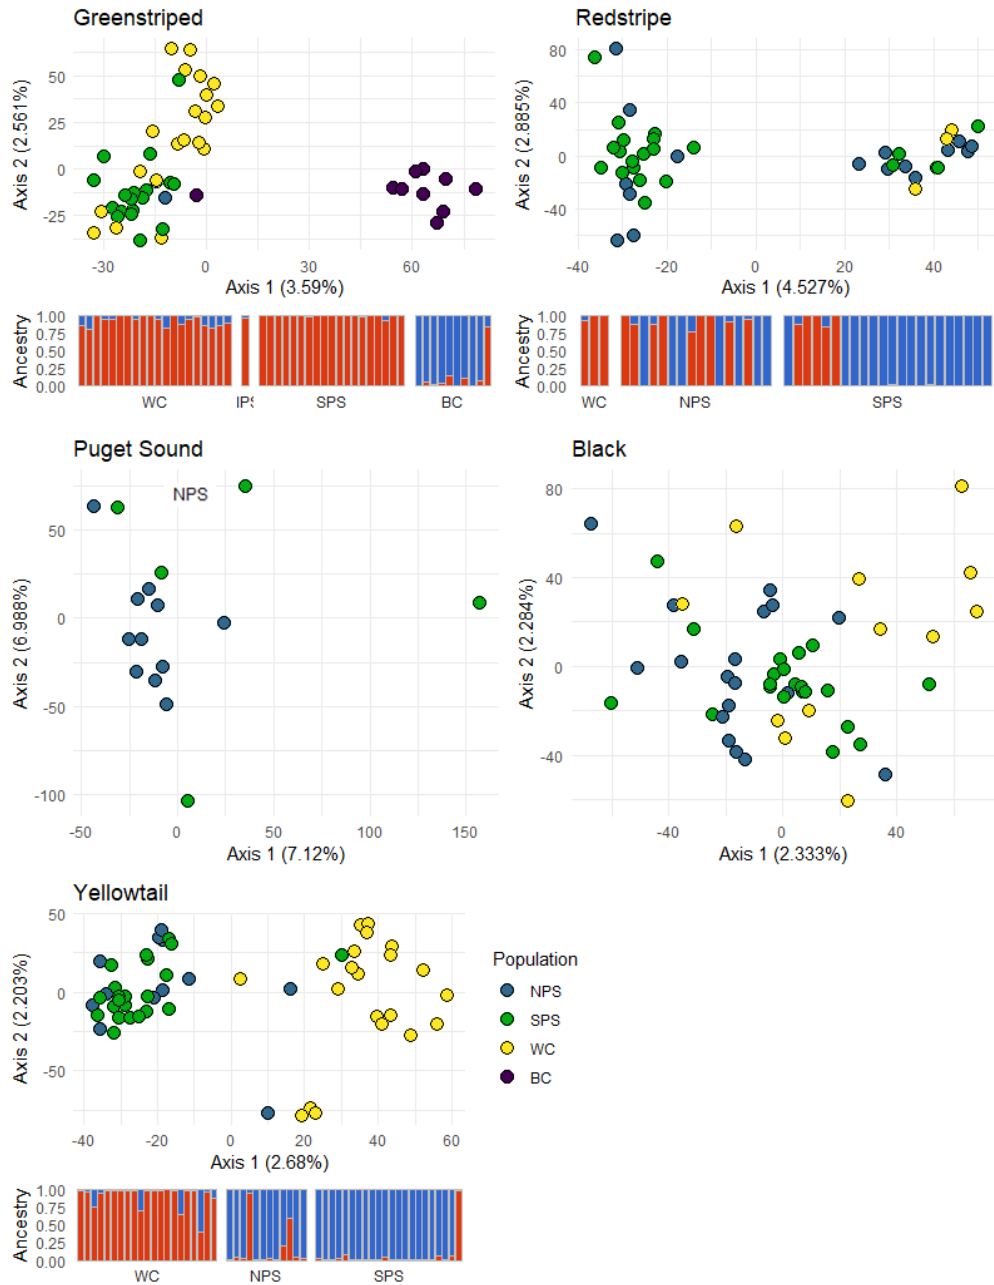 Greenstriped
Axis 2 (2.561%)
50
25
0
-25
-30
0
60
Axis 1 (3.59%)
Ancestry
1.00
0.75
0.50
0.25
0.00
WC
SPS
BC
Redstripe
Axis 2 (2.885%)
80
40
0
-40
-40
-20
0
20
40
Axis 1 (4.527%)
Ancestry
1.00
0.75
0.50
0.25
0.00
WC
NPS
SPS
Puget Sound
NPS
Axis 2 (6.988%)
50
0
-50
-100
-50
0
50
100
150
Axis 1 (7.12%)
Black
Axis 2 (2.284%)
80
40
0
-40
-40
0
40
Axis 1 (2.333%)
Yellowtail
Axis 2 (2.203%)
50
0
-50
-40
-20
0
20
40
60
Axis 1 (2.68%)
Ancestry
1.00
0.75
0.50
0.25
0.00
WC
NPS
SPS
Population
NPS
SPS
WC
BC